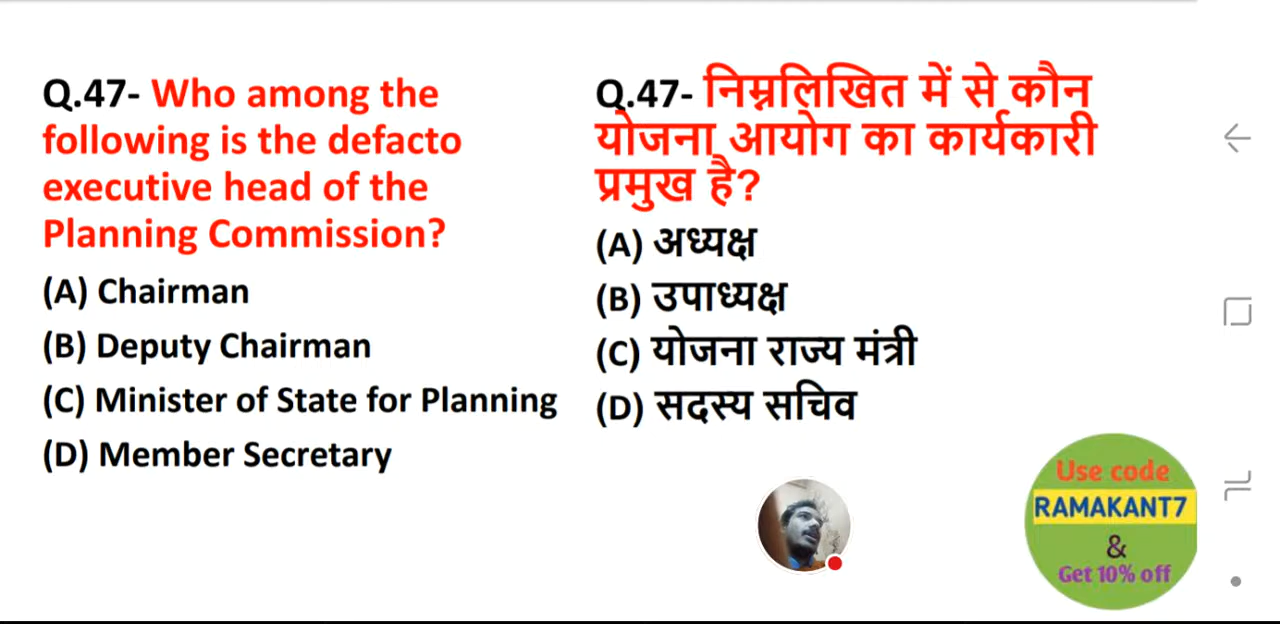 Q.47- Who among the
following is the defacto
executive head of the
Planning Commission?
(A) Chairman
(B) Deputy Chairman
(C) Minister of State for Planning
(D) Member Secretary
Q.47- निम्नलिखित में से कौन
योजना आयोग का कार्यकारी
प्रमुख है?
(A) अध्यक्ष
(B) उपाध्यक्ष
(C) योजना राज्य मंत्री
(D) सदस्य सचिव
Use code
RAMAKANT7
&
Get 10% off